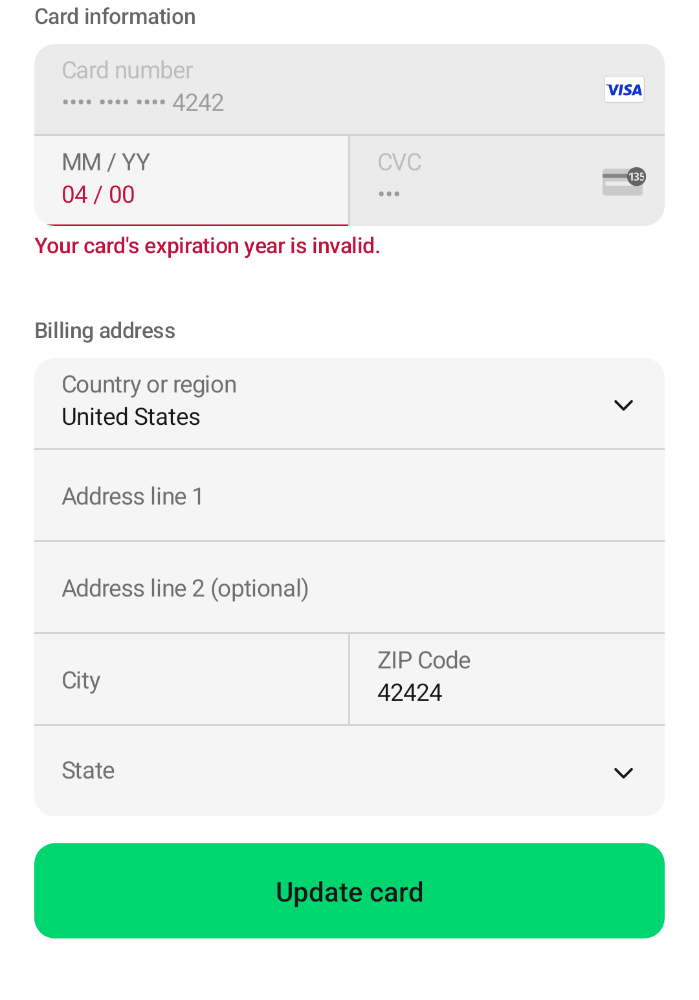 Card information
Card number
•••• •••• •••• 4242
VISA
MM / YY
04 / 00
CVC
•••
135
Your card's expiration year is invalid.
Billing address
Country or region
United States
Address line 1
Address line 2 (optional)
City
ZIP Code
42424
State
Update card